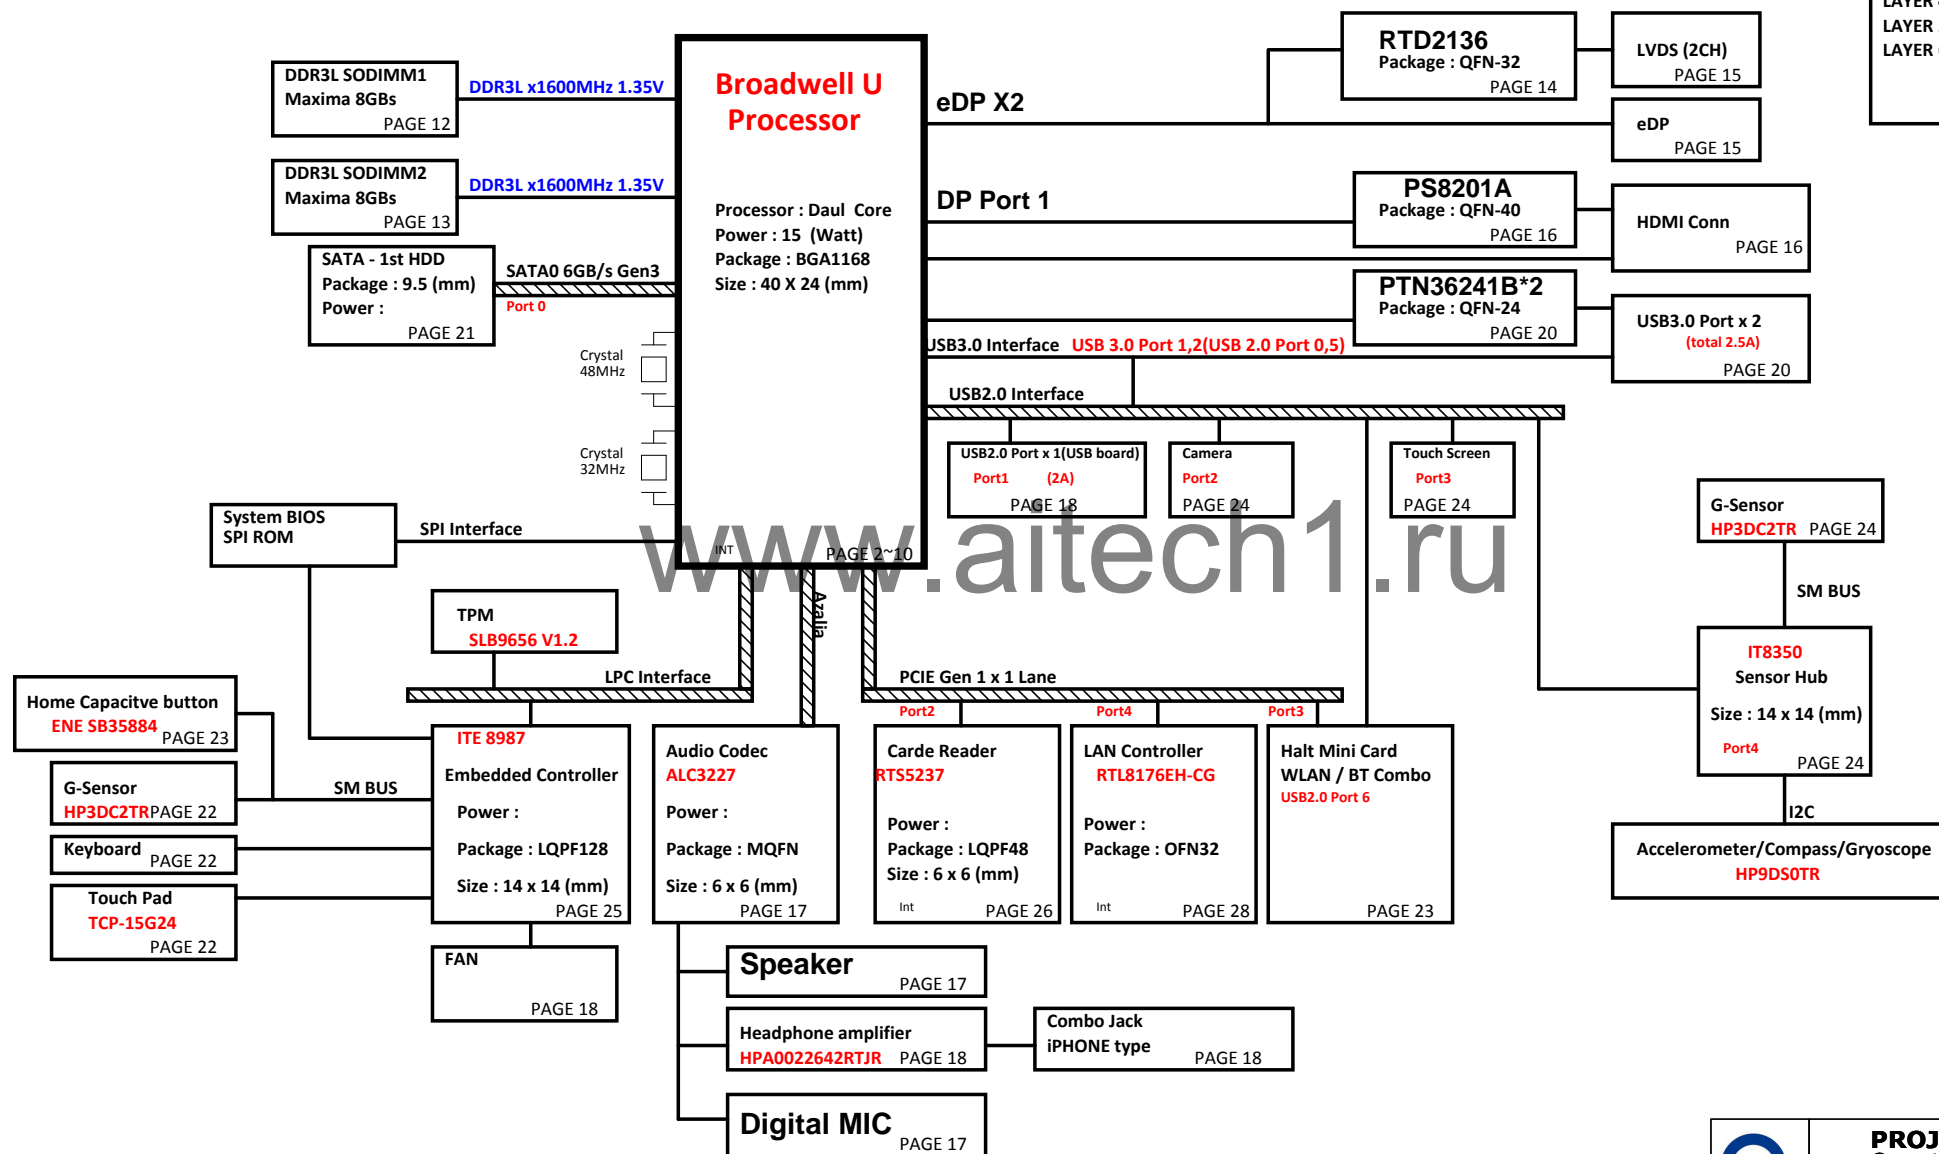 LAYER
LAYER
LAYER
DDR3L SODIMM1
Maxima 8GBs
PAGE 12
DDR3L x1600MHz 1.35V
DDR3L SODIMM2
Maxima 8GBs
PAGE 13
DDR3L x1600MHz 1.35V
SATA - 1st HDD
Package : 9.5 (mm)
Power :
PAGE 21
SATA0 6GB/s Gen3
Port 0
Crystal
48MHz
Crystal
32MHz
Broadwell U
Processor
Processor : Daul Core
Power : 15 (Watt)
Package : BGA1168
Size : 40 X 24 (mm)
INT
PAGE 2~10
eDP X2
RTD2136
Package : QFN-32
PAGE 14
LVDS (2CH)
PAGE 15
eDP
PAGE 15
DP Port 1
PS8201A
Package : QFN-40
PAGE 16
HDMI Conn
PAGE 16
PTN36241B*2
Package : QFN-24
PAGE 20
USB3.0 Port x 2
(total 2.5A)
PAGE 20
USB3.0 Interface USB 3.0 Port 1,2(USB 2.0 Port 0,5)
USB2.0 Interface
USB2.0 Port x 1(USB board)
Port1 (2A)
PAGE 18
Camera
Port2
PAGE 24
Touch Screen
Port3
PAGE 24
www.aitech1.ru
System BIOS
SPI ROM
SPI Interface
TPM
SLB9656 V1.2
LPC Interface
Azalia
PCIE Gen 1 x 1 Lane
Port2
Port4
Port3
G-Sensor
HP3DC2TR PAGE 24
SM BUS
IT8350
Sensor Hub
Size : 14 x 14 (mm)
Port4
PAGE 24
I2C
Accelerometer/Compass/Gryoscope
HP9DS0TR
Home Capacitve button
ENE SB35884 PAGE 23
G-Sensor
HP3DC2TR PAGE 22
SM BUS
Keyboard PAGE 22
Touch Pad
TCP-15G24
PAGE 22
ITE 8987
Embedded Controller
Power :
Package : LQPF128
Size : 14 x 14 (mm)
PAGE 25
FAN
PAGE 18
Audio Codec
ALC3227
Power :
Package : MQFN
Size : 6 x 6 (mm)
PAGE 17
Carde Reader
RTS5237
Power :
Package : LQPF48
Size : 6 x 6 (mm)
Int PAGE 26
LAN Controller
RTL8176EH-CG
Power :
Package : OFN32
Int PAGE 28
Halt Mini Card
WLAN / BT Combo
USB2.0 Port 6
PAGE 23
Speaker
PAGE 17
Headphone amplifier
HPA0022642RTJR PAGE 18
Combo Jack
iPHONE type
PAGE 18
Digital MIC
PAGE 17
PROJ